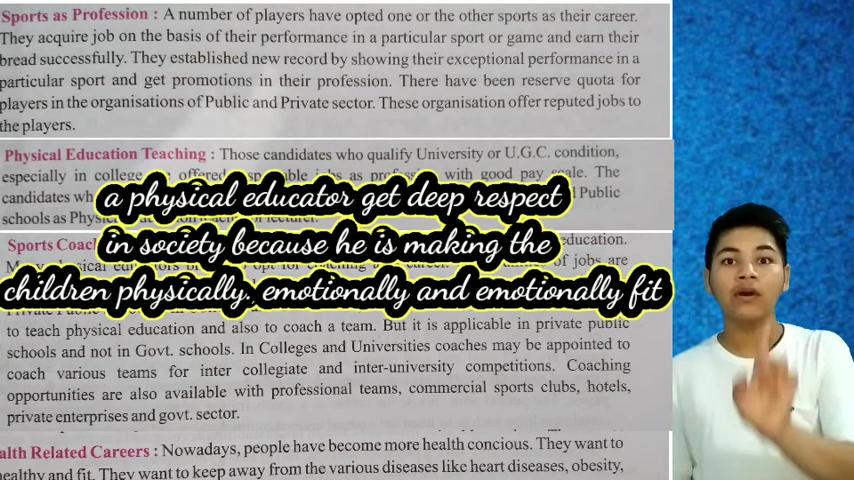 Sports as Profession : A number of players have opted one or the other sports as their career.
They acquire job on the basis of their performance in a particular sport or game and earn their
bread successfully. They established new record by showing their exceptional performance in a
particular sport and get promotions in their profession. There have been reserve quota for
players in the organisations of Public and Private sector. These organisation offer reputed jobs to
the players.
Physical Education Teaching : Those candidates who qualify University or U.G.C. condition,
especially in college with good pay scale. The
candidates Public
a physical educator get deep respect
schools as
in society because he is making the
Sports education.
of jobs are
children physically. emotionally and emotionally fit
to teach physical education and also to coach a team. But it is applicable in private public
schools and not in Govt. schools. In Colleges and Universities coaches may be appointed to
coach various teams for inter collegiate and inter-university competitions. Coaching
opportunities are also available with professional teams, commercial sports clubs, hotels,
private enterprises and govt. sector.
Related Careers : Nowadays, people have become more health concious. They want to
and fit. They want to keep away from the various diseases like heart diseases, obesity,